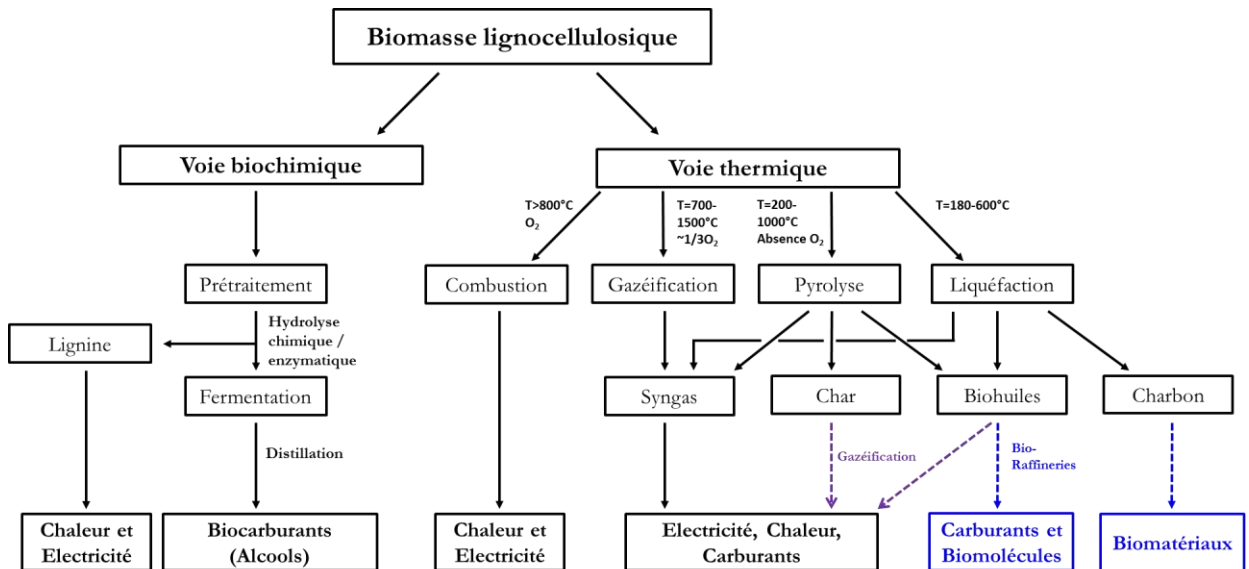 Biomasse lignocellulosique
Voie biochimique
Voie thermique
T>800°C
O₂
T=700-
1500°C
~1/3O₂
T=200-
1000°C
Absence O₂
T=180-600°C
Prétraitement
Combustion
Gazéification
Pyrolyse
Liquéfaction
Hydrolyse
chimique /
enzymatique
Lignine
Fermentation
Syngas
Char
Biohuiles
Charbon
Distillation
Gazéification
Bio-
Raffineries
Chaleur et
Electricité
Biocarburants
(Alcools)
Chaleur et
Electricité
Electricité, Chaleur,
Carburants
Carburants et
Biomolécules
Biomatériaux